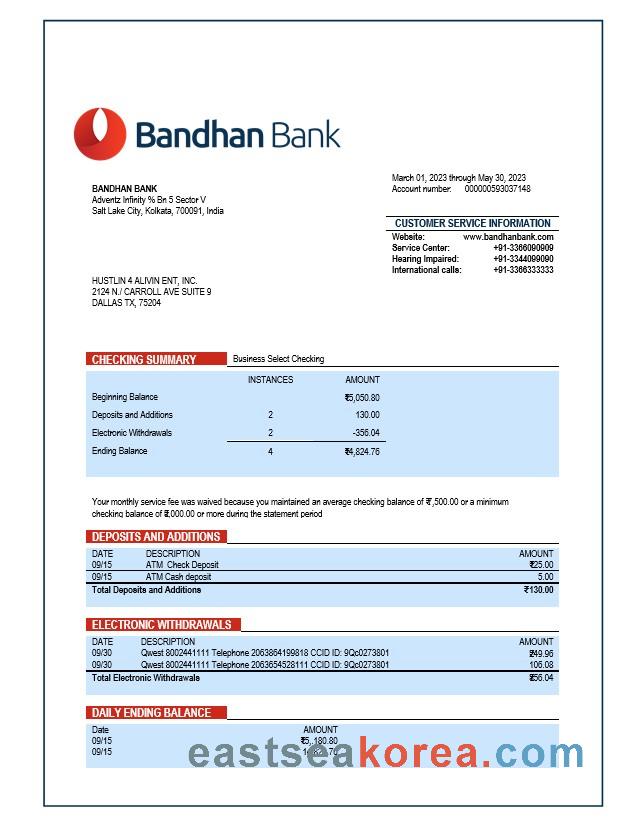 Bandhan Bank
March 01, 2023 through May 30, 2023
Account number: 000000593037148
BANDHAN BANK
Adventz Infinity % Bn 5 Sector V
Salt Lake City, Kolkata, 700091, India
CUSTOMER SERVICE INFORMATION
Website: www.bandhanbank.com
Service Center: +91-3366090909
Hearing Impaired: +91-3344099090
International calls: +91-3366333333
HUSTLIN 4 ALIVIN ENT, INC.
2124 N./ CARROLL AVE SUITE 9
DALLAS TX, 75204
CHECKING SUMMARY Business Select Checking
INSTANCES AMOUNT
Beginning Balance ₹5,050.80
Deposits and Additions 2 130.00
Electronic Withdrawals 2 -356.04
Ending Balance 4 ₹4,824.76
Your monthly service fee was waived because you maintained an average checking balance of ₹7,500.00 or a minimum
checking balance of ₹5,000.00 or more during the statement period
DEPOSITS AND ADDITIONS
DATE DESCRIPTION AMOUNT
09/15 ATM Check Deposit ₹125.00
09/15 ATM Cash deposit 5.00
Total Deposits and Additions ₹130.00
ELECTRONIC WITHDRAWALS
DATE DESCRIPTION AMOUNT
09/30 Qwest 8002441111 Telephone 2063864199818 CCID ID: 9Qc0273801 ₹249.96
09/30 Qwest 8002441111 Telephone 2063654528111 CCID ID: 9Qc0273801 106.08
Total Electronic Withdrawals ₹356.04
DAILY ENDING BALANCE
Date AMOUNT
09/15 ₹5,.180.80
09/15
eastseakorea.com